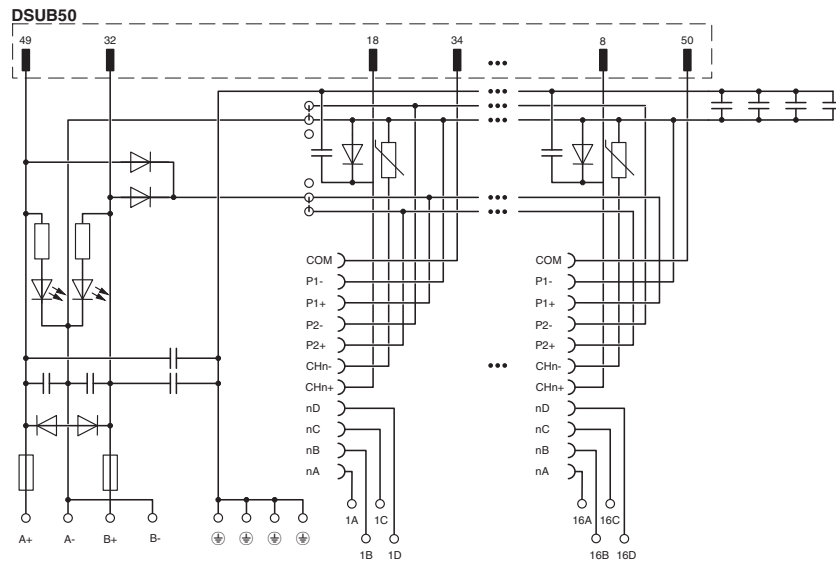 DSUB50
49 32 18 34 ••• 8 50
•••
•••
•••
•••
•••
COM COM
P1- P1-
P1+ P1+
P2- P2-
P2+ P2+
CHn- ••• CHn-
CHn+ CHn+
nD nD
nC nC
nB nB
nA nA
1A 1C 16A 16C
A+ A- B+ B-
1B 1D 16B 16D